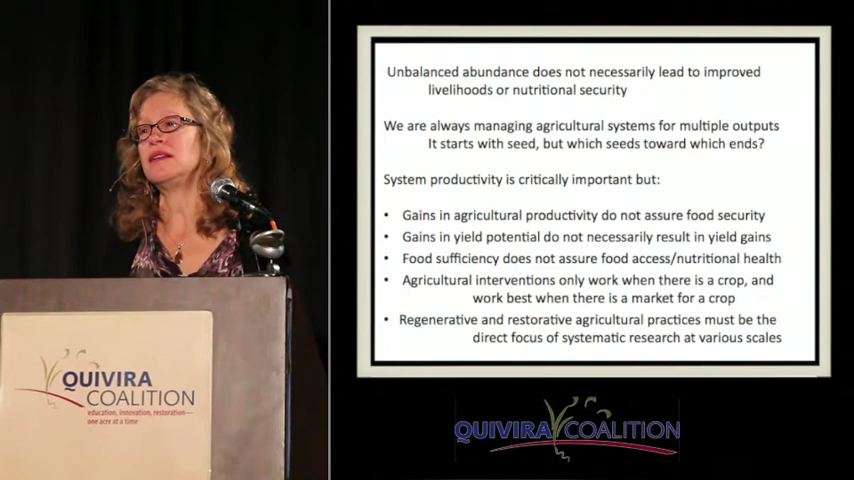 Unbalanced abundance does not necessarily lead to improved
livelihoods or nutritional security
We are always managing agricultural systems for multiple outputs
It starts with seed, but which seeds toward which ends?
System productivity is critically important but:
• Gains in agricultural productivity do not assure food security
• Gains in yield potential do not necessarily result in yield gains
• Food sufficiency does not assure food access/nutritional health
• Agricultural interventions only work when there is a crop, and
work best when there is a market for a crop
• Regenerative and restorative agricultural practices must be the
direct focus of systematic research at various scales
QUIVIRA
COALITION
education, innovation, restoration—
one acre at a time
QUIVIRA COALITION